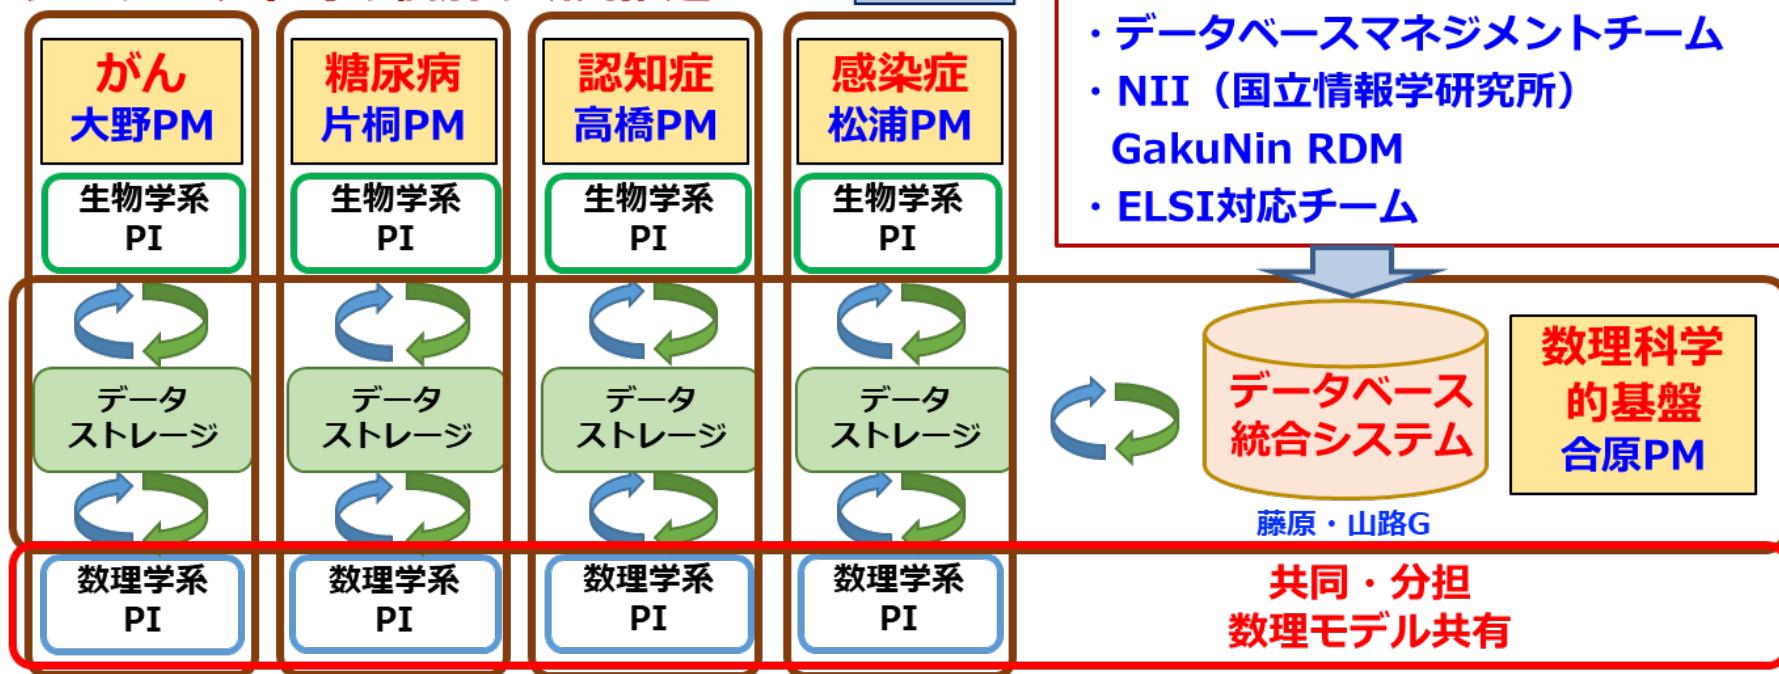 がん
大野PM
糖尿病
片桐PM
認知症
高橋PM
感染症
松浦PM
・データベースマネジメントチーム
・NII（国立情報学研究所）
GakuNin RDM
・ELSI対応チーム
生物学系
PI
生物学系
PI
生物学系
PI
生物学系
PI
データ
ストレージ
データ
ストレージ
データ
ストレージ
データ
ストレージ
データベース
統合システム
藤原・山路G
数理科学
的基盤
合原PM
数理学系
PI
数理学系
PI
数理学系
PI
数理学系
PI
共同・分担
数理モデル共有